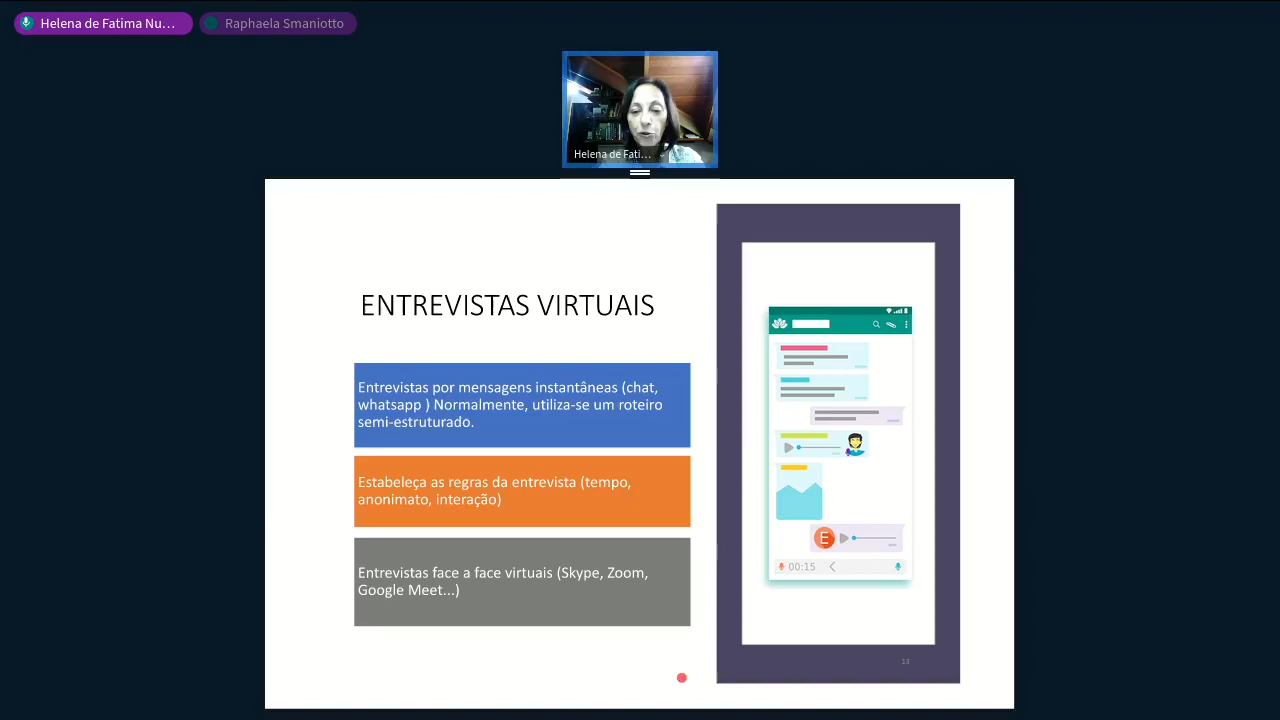 Helena de Fatima Nu...
Raphaela Smaniotto
Helena de Fati...
ENTREVISTAS VIRTUAIS
Entrevistas por mensagens instantâneas (chat,
whatsapp ) Normalmente, utiliza-se um roteiro
semi-estruturado.
Estabeleça as regras da entrevista (tempo,
anonimato, interação)
Entrevistas face a face virtuais (Skype, Zoom,
Google Meet...)
E
00:15
13